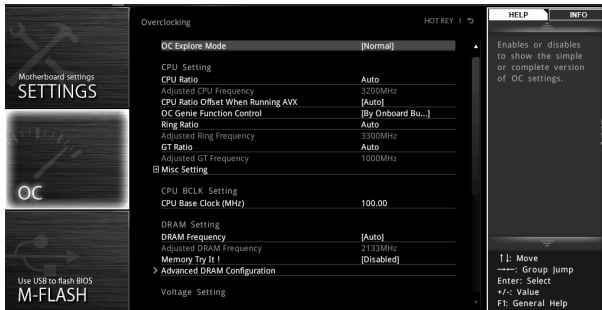 Overclocking
HOT KEY
HELP
INFO
Motherboard settings
SETTINGS
OC
Use USB to flash BIOS
M-FLASH
OC Explore Mode [Normal]
CPU Setting
CPU Ratio Auto
Adjusted CPU Frequency 3200MHz
CPU Ratio Offset When Running AVX [Auto]
OC Genie Function Control [By Onboard Bu...]
Ring Ratio Auto
Adjusted Ring Frequency 3300MHz
GT Ratio Auto
Adjusted GT Frequency 1000MHz
Misc Setting
CPU BCLK Setting
CPU Base Clock (MHz) 100.00
DRAM Setting
DRAM Frequency [Auto]
Adjusted DRAM Frequency 2133MHz
Memory Try It ! [Disabled]
Advanced DRAM Configuration
Voltage Setting
Enables or disables
to show the simple
or complete version
of OC settings.
↑↓: Move
→←: Group Jump
Enter: Select
+/-: Value
F1: General Help